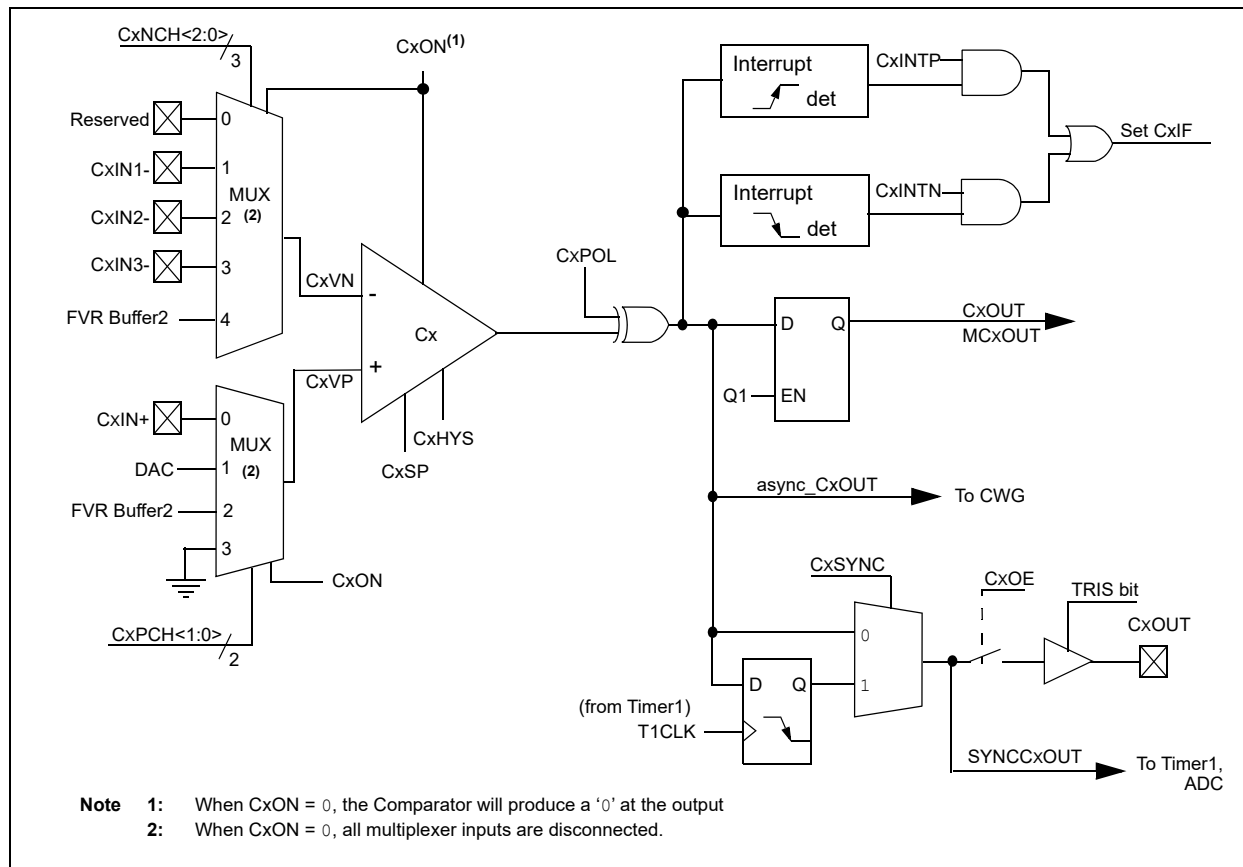 CxNCH<2:0>
3
CxON(1)
Reserved
0
CxIN1-
1
MUX
(2)
CxIN2-
2
CxIN3-
3
FVR Buffer2
4
CxVN
-
Cx
+
CxVP
CxHYS
CxSP
CxIN+
0
MUX
(2)
DAC
1
FVR Buffer2
2
3
CxON
CxPCH<1:0>
2
CxPOL
Interrupt
det
CxINTP
Interrupt
det
CxINTN
Set CxIF
D
Q
Q1
EN
CxOUT
MCxOUT
async_CxOUT
To CWG
CxSYNC
0
1
D
Q
(from Timer1)
T1CLK
CxOE
TRIS bit
CxOUT
SYNCCxOUT
To Timer1,
ADC
Note 1: When CxON = 0, the Comparator will produce a ‘0’ at the output
2: When CxON = 0, all multiplexer inputs are disconnected.